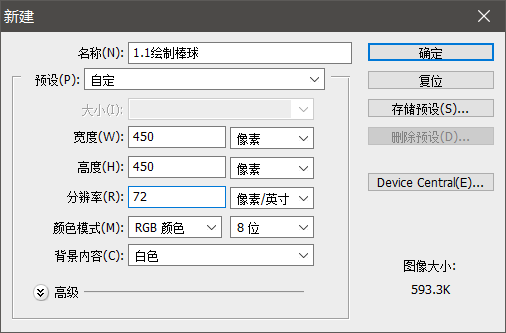 新建
名称(N): 1.1绘制棒球
确定
预设(P): 自定
复位
大小(I):
存储预设(S)...
宽度(W): 450 像素
删除预设(D)...
高度(H): 450 像素
分辨率(R): 72 像素/英寸
Device Central(E)...
颜色模式(M): RGB 颜色 8 位
背景内容(C): 白色
图像大小:
高级
593.3K